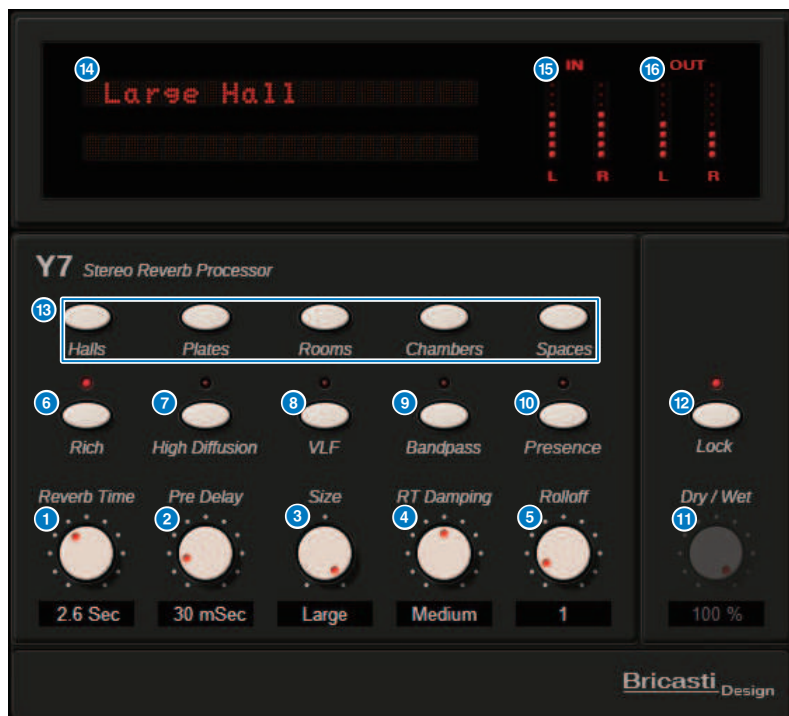 14
15 IN
16 OUT
Large Hall
L R L R
Y7 Stereo Reverb Processor
13
Halls Plates Rooms Chambers Spaces
6 7 8 9 10 12
Rich High Diffusion VLF Bandpass Presence Lock
Reverb Time Pre Delay Size RT Damping Rolloff Dry / Wet
1 2 3 4 5 11
2.6 Sec 30 mSec Large Medium 1 100 %
Bricasti Design